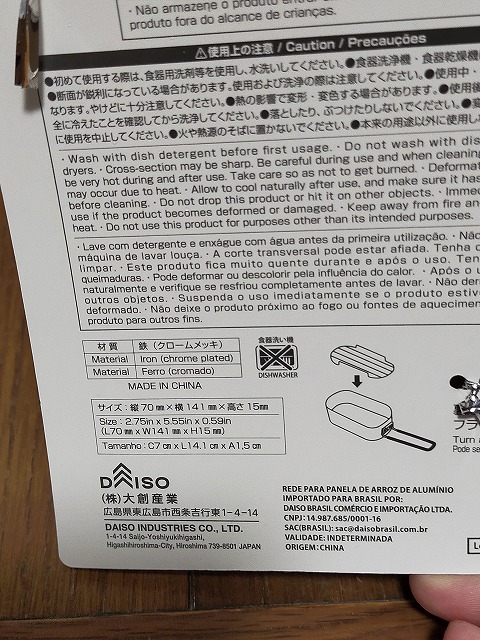 · Não armazene o produto
produto fora do alcance de crianças.
⚠使用上の注意 / Caution / Precauções
●初めて使用する際は、食器用洗剤等を使用し、水洗いしてください。●食器洗浄機・食器乾燥機
●断面が鋭利になっている場合があります。使用および洗浄の際は注意してください。●使用中・
なります。やけどに十分注意してください。●熱の影響で変形・変色する場合があります。●使用後
全に冷えたことを確認してから洗浄してください。●落としたり、ぶつけたりしないでください。●
に使用を中止してください。●火や熱源のそばに置かないでください。●本来の用途以外に使用し
· Wash with dish detergent before first usage. · Do not wash with dis
dryers. · Cross-section may be sharp. Be careful during use and when cleaning
be very hot during and after use. Take care so as not to get burned. · Deformat
may occur due to heat. · Allow to cool naturally after use, and make sure it has
before cleaning. · Do not drop this product or hit it on other objects. · Immed
use if the product becomes deformed or damaged. · Keep away from fire and
heat. · Do not use this product for purposes other than its intended purposes.
· Lave com detergente e enxágue com água antes da primeira utilização. · Não
máquina de lavar louça. · A corte transversal pode estar afiada. Tenha c
limpar. · Este produto fica muito quente durante e após o uso. Ten
queimaduras. · Pode deformar ou descolorir pela influência do calor. · Após o u
naturalmente e verifique se resfriou completamente antes de lavar. · Não den
outros objetos. · Suspenda o uso imediatamente se o produto estive
deformado. · Não deixe o produto próximo ao fogo ou fontes de aquecimen
produto para outros fins.
材質 鉄（クロームメッキ）
Material Iron (chrome plated)
Material Ferro (cromado)
MADE IN CHINA
食器洗い機
DISHWASHER
サイズ：縦70㎜×横141㎜×高さ15㎜
Size : 2.75in x 5.55in x 0.59in
(L70㎜ x W141㎜ x H15㎜)
Tamanho : C7㎝ x L14.1㎝ x A1.5㎝
フラ
Turn
Pode se
DAISO
(株)大創産業
広島県東広島市西条吉行東1-4-14
DAISO INDUSTRIES CO., LTD.
1-4-14 Saijo-Yoshiyukihigashi,
Higashihiroshima-City, Hiroshima 739-8501 JAPAN
REDE PARA PANELA DE ARROZ DE ALUMÍNIO
IMPORTADO PARA BRASIL POR:
DAISO BRASIL COMÉRCIO E IMPORTAÇÃO LTDA.
CNPJ: 14.987.685/0001-16
SAC(BRASIL): sac@daisobrasil.com.br
VALIDADE: INDETERMINADA
ORIGEM: CHINA